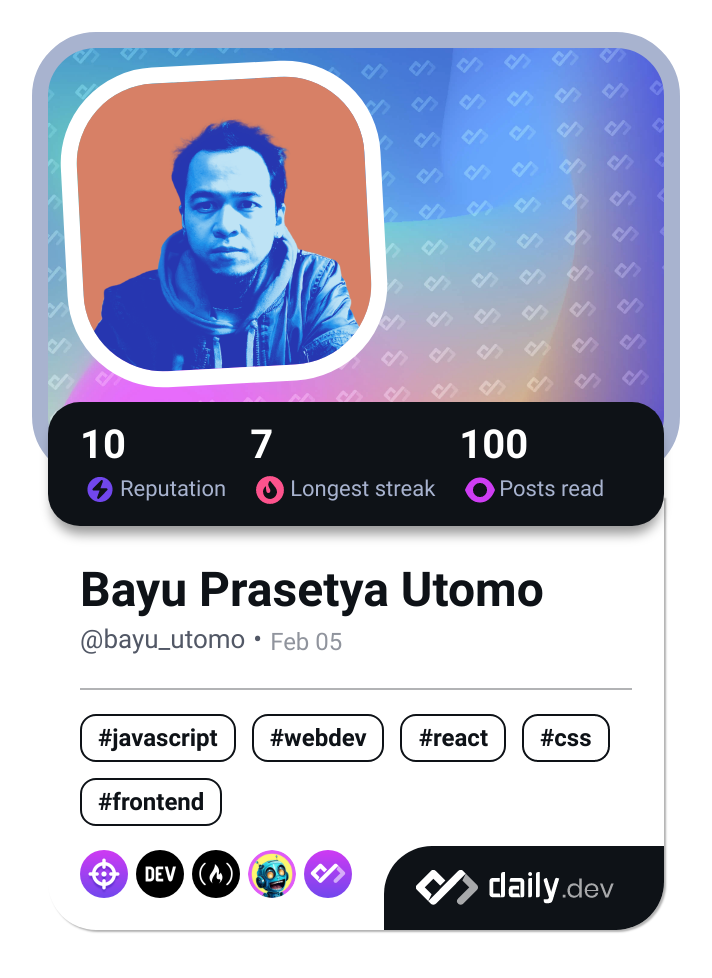 10 7 100
Reputation Longest streak Posts read
Bayu Prasetya Utomo
@bayu_utomo • Feb 05
#javascript #webdev #react #css
#frontend
DEV
daily.dev